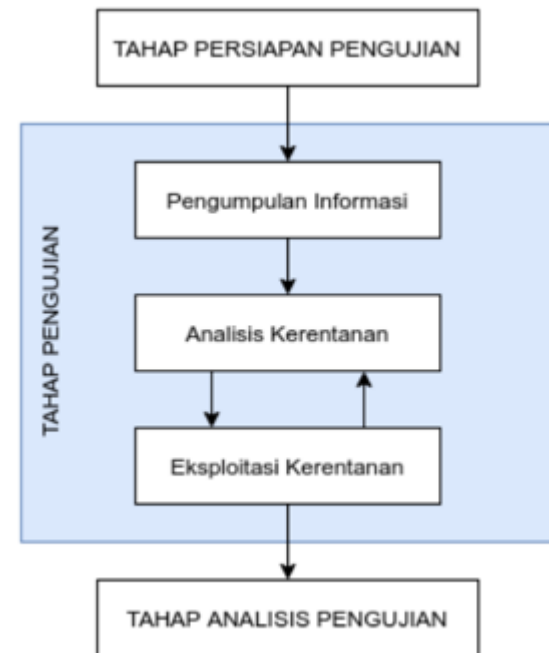 TAHAP PERSIAPAN PENGUJIAN
TAHAP PENGUJIAN
Pengumpulan Informasi
Analisis Kerentanan
Eksploitasi Kerentanan
TAHAP ANALISIS PENGUJIAN